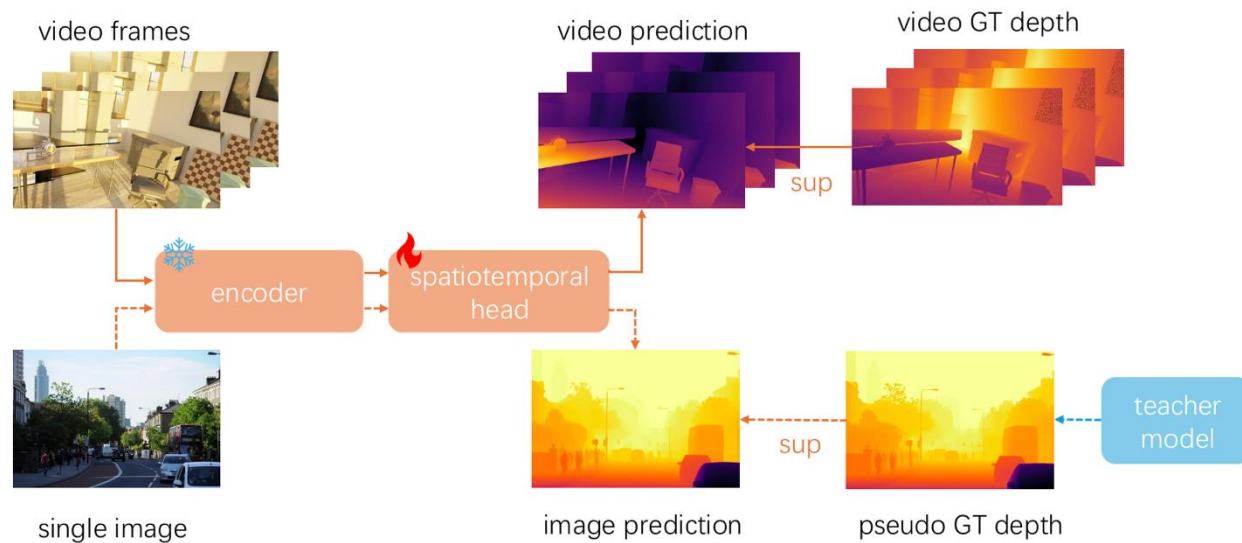 video frames
video prediction
video GT depth
sup
encoder
spatiotemporal
head
sup
teacher
model
single image
image prediction
pseudo GT depth